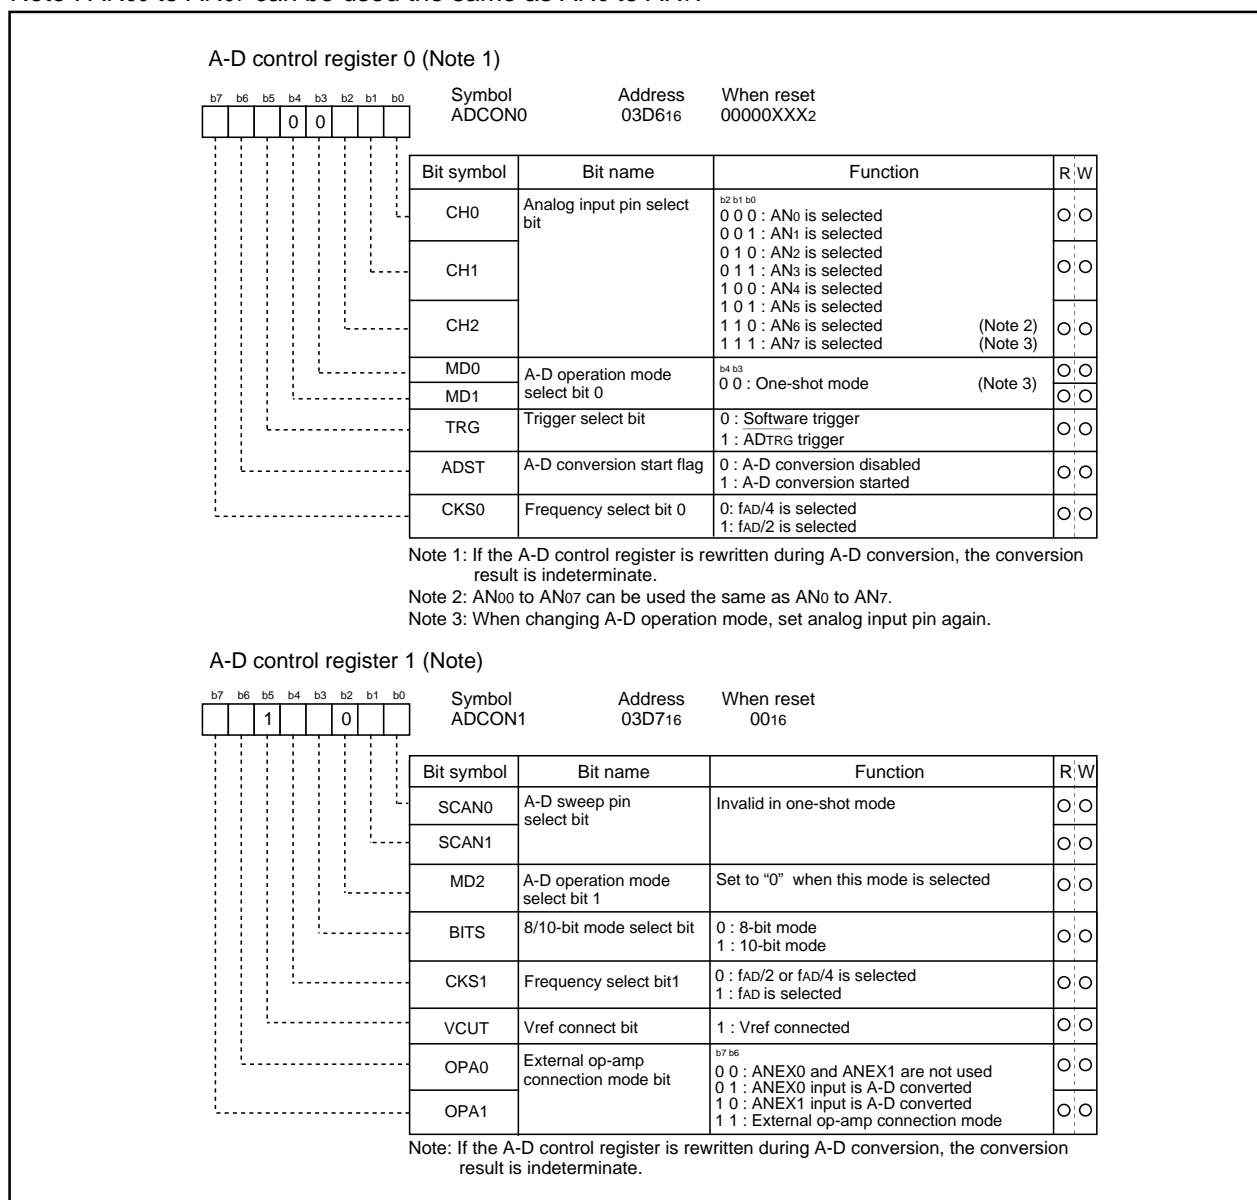 A-D control register 0 (Note 1)
b7 b6 b5 b4 b3 b2 b1 b0
0 0
Symbol Address When reset
ADCON0 03D616 00000XXX2
Bit symbol Bit name Function R W
CH0 Analog input pin select bit
b2 b1 b0
0 0 0 : AN0 is selected
0 0 1 : AN1 is selected
CH1
0 1 0 : AN2 is selected
0 1 1 : AN3 is selected
1 0 0 : AN4 is selected
CH2
1 0 1 : AN5 is selected
1 1 0 : AN6 is selected (Note 2)
1 1 1 : AN7 is selected (Note 3)
MD0 A-D operation mode
MD1 select bit 0
b4 b3
0 0 : One-shot mode (Note 3)
TRG Trigger select bit 0 : Software trigger
1 : ADTRG trigger
ADST A-D conversion start flag 0 : A-D conversion disabled
1 : A-D conversion started
CKS0 Frequency select bit 0 0: fAD/4 is selected
1: fAD/2 is selected
Note 1: If the A-D control register is rewritten during A-D conversion, the conversion
result is indeterminate.
Note 2: AN00 to AN07 can be used the same as AN0 to AN7.
Note 3: When changing A-D operation mode, set analog input pin again.
A-D control register 1 (Note)
b7 b6 b5 b4 b3 b2 b1 b0
1 0
Symbol Address When reset
ADCON1 03D716 0016
Bit symbol Bit name Function R W
SCAN0 A-D sweep pin Invalid in one-shot mode
select bit
SCAN1
MD2 A-D operation mode Set to “0” when this mode is selected
select bit 1
BITS 8/10-bit mode select bit 0 : 8-bit mode
1 : 10-bit mode
CKS1 Frequency select bit1 0 : fAD/2 or fAD/4 is selected
1 : fAD is selected
VCUT Vref connect bit 1 : Vref connected
OPA0 External op-amp
connection mode bit
b7 b6
0 0 : ANEX0 and ANEX1 are not used
0 1 : ANEX0 input is A-D converted
OPA1
1 0 : ANEX1 input is A-D converted
1 1 : External op-amp connection mode
Note: If the A-D control register is rewritten during A-D conversion, the conversion
result is indeterminate.